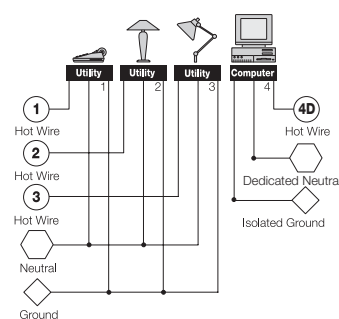 Utility Utility Utility Computer
1 2 3 4
1 4D
Hot Wire Hot Wire
2
Hot Wire
Dedicated Neutra
3
Isolated Ground
Hot Wire
Neutral
Ground